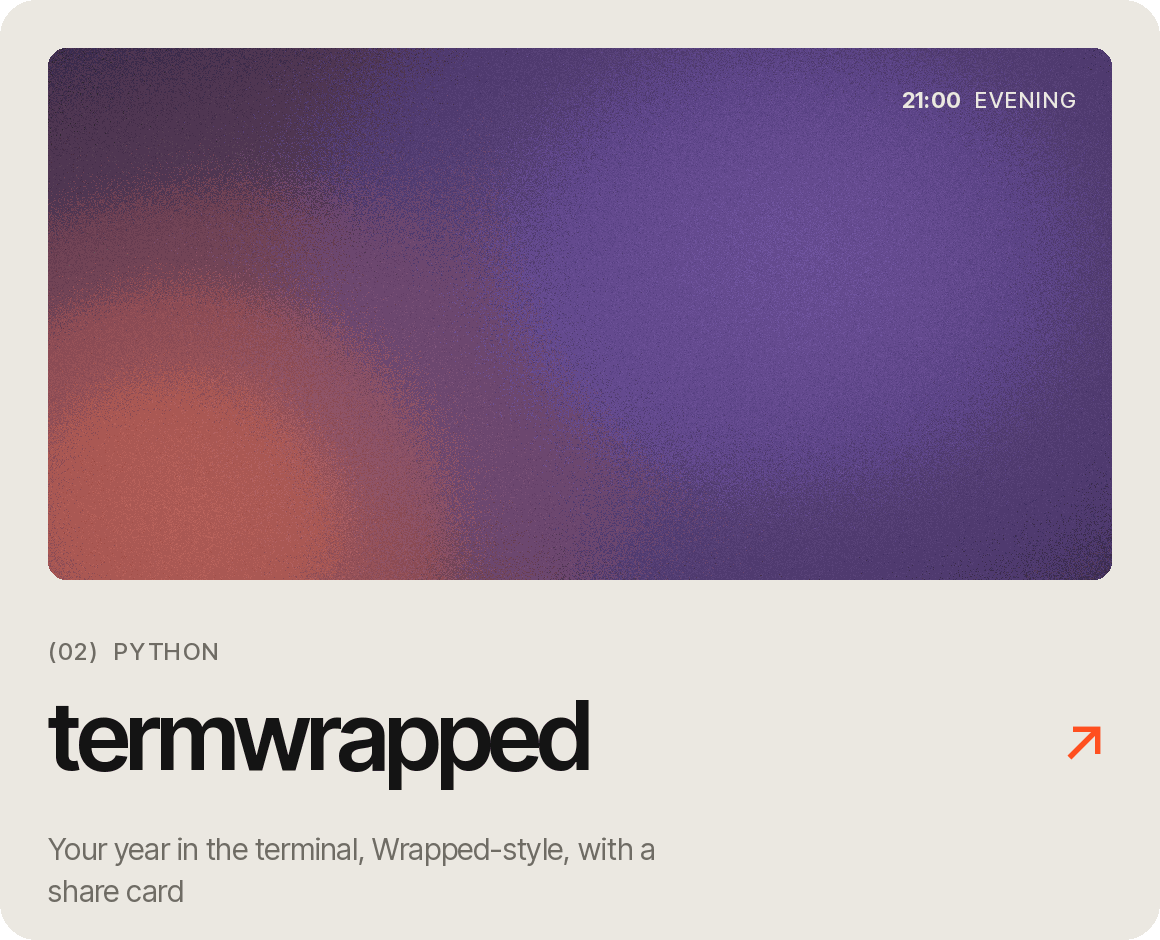 21:00 EVENING
(02) PYTHON
termwrapped
Your year in the terminal, Wrapped-style, with a
share card